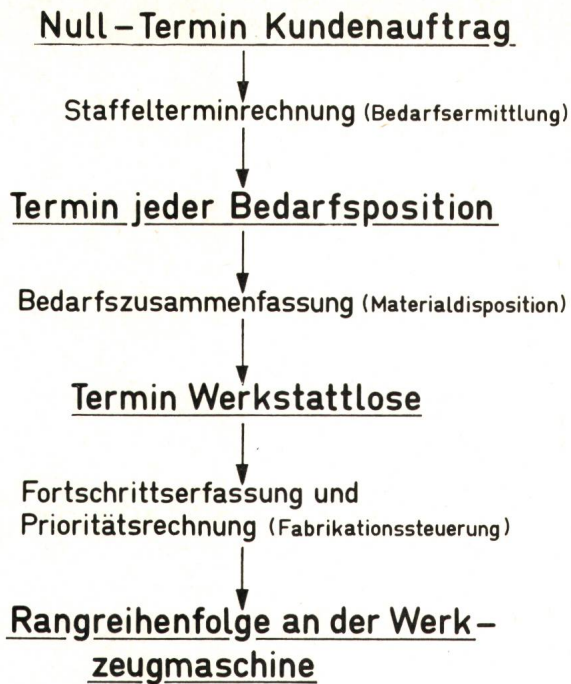 Null – Termin Kundenauftrag
Staffelterminrechnung (Bedarfsermittlung)
Termin jeder Bedarfsposition
Bedarfszusammenfassung (Materialdisposition)
Termin Werkstattlose
Fortschrittserfassung und
Prioritätsrechnung (Fabrikationssteuerung)
Rangreihenfolge an der Werk–
zeugmaschine